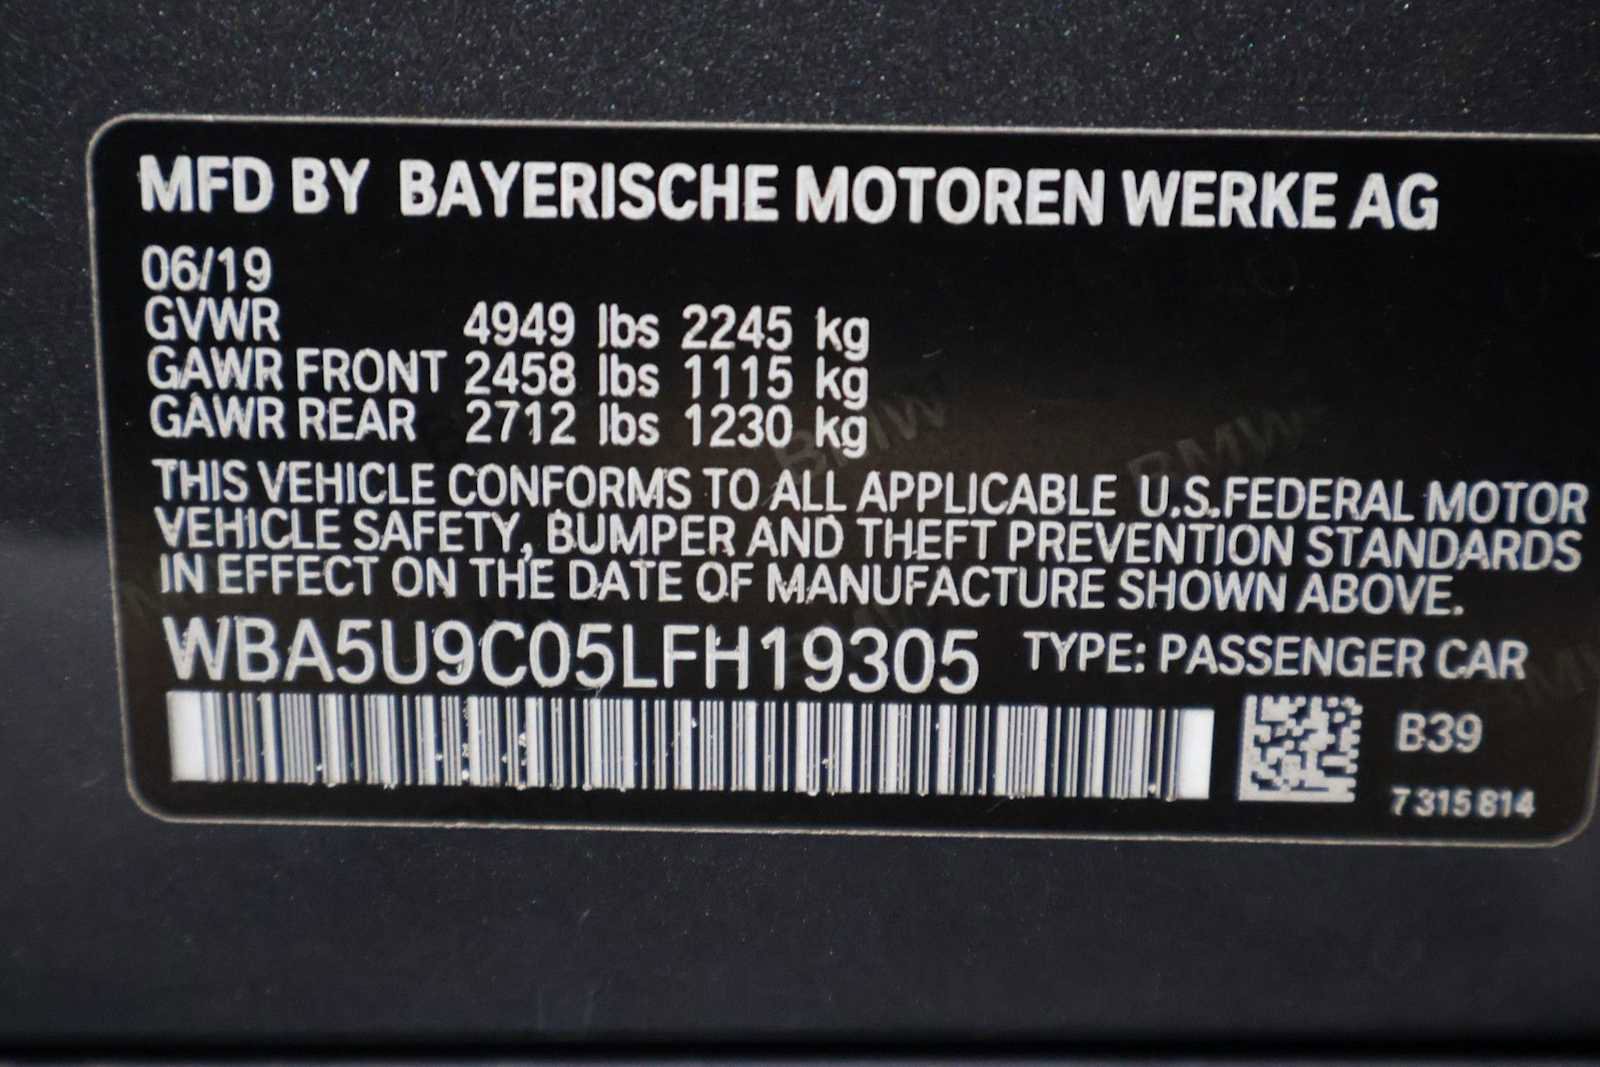 MFD BY BAYERISCHE MOTOREN WERKE AG
06/19
GVWR 4949 lbs 2245 kg
GAWR FRONT 2458 lbs 1115 kg
GAWR REAR 2712 lbs 1230 kg
THIS VEHICLE CONFORMS TO ALL APPLICABLE U.S.FEDERAL MOTOR
VEHICLE SAFETY, BUMPER AND THEFT PREVENTION STANDARDS
IN EFFECT ON THE DATE OF MANUFACTURE SHOWN ABOVE.
WBA5U9C05LFH19305 TYPE: PASSENGER CAR
B39
7 315 814
BMW
BMW